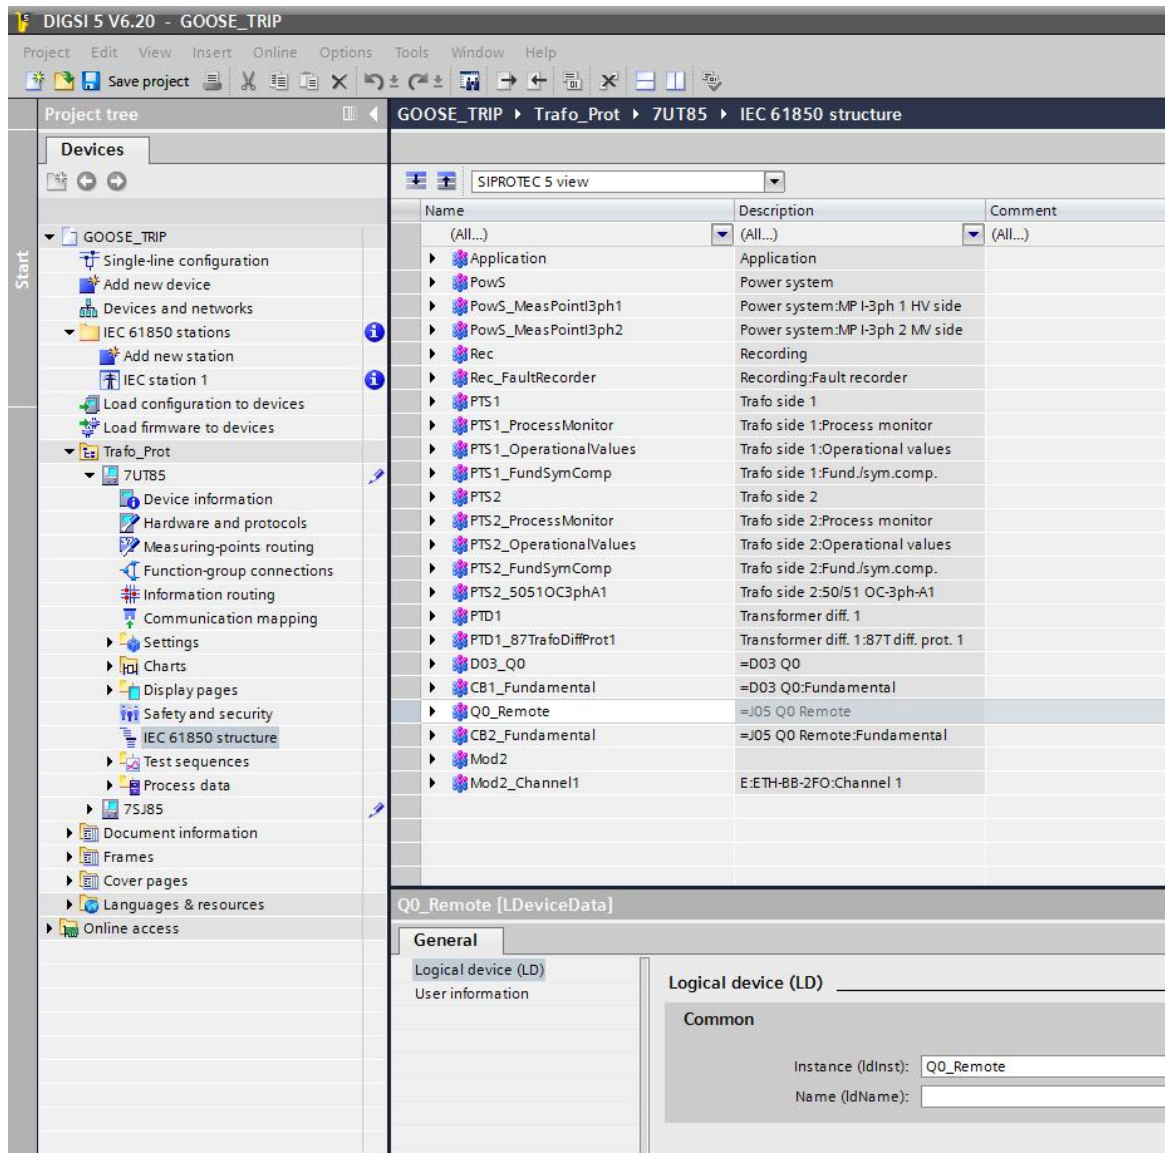 DIGSI 5 V6.20 - GOOSE_TRIP
Project Edit View Insert Online Options Tools Window Help
Save project
Project tree
GOOSE_TRIP Trafo_Prot 7UT85 IEC 61850 structure
Devices
SIPROTEC 5 view
Start
Name Description Comment
(All...) (All...) (All...)
GOOSE_TRIP
Single-line configuration
Add new device
Devices and networks
IEC 61850 stations
Add new station
IEC station 1
Load configuration to devices
Load firmware to devices
Trafo_Prot
7UT85
Device information
Hardware and protocols
Measuring-points routing
Function-group connections
Information routing
Communication mapping
Settings
Charts
Display pages
Safety and security
IEC 61850 structure
Test sequences
Process data
7SJ85
Document information
Frames
Cover pages
Languages & resources
Online access
Application Application
PowS Power system
PowS_MeasPointI3ph1 Power system:MP I-3ph 1 HV side
PowS_MeasPointI3ph2 Power system:MP I-3ph 2 MV side
Rec Recording
Rec_FaultRecorder Recording:Fault recorder
PTS1 Trafo side 1
PTS1_ProcessMonitor Trafo side 1:Process monitor
PTS1_OperationalValues Trafo side 1:Operational values
PTS1_FundSymComp Trafo side 1:Fund./sym.comp.
PTS2 Trafo side 2
PTS2_ProcessMonitor Trafo side 2:Process monitor
PTS2_OperationalValues Trafo side 2:Operational values
PTS2_FundSymComp Trafo side 2:Fund./sym.comp.
PTS2_5051OC3phA1 Trafo side 2:50/51 OC-3ph-A1
PTD1 Transformer diff. 1
PTD1_87TrafoDiffProt1 Transformer diff. 1:87T diff. prot. 1
D03_Q0 =D03 Q0
CB1_Fundamental =D03 Q0:Fundamental
Q0_Remote =J05 Q0 Remote
CB2_Fundamental =J05 Q0 Remote:Fundamental
Mod2
Mod2_Channel1 E:ETH-BB-2FO:Channel 1
Q0_Remote [LDeviceData]
General
Logical device (LD)
User information
Logical device (LD)
Common
Instance (ldInst): Q0_Remote
Name (ldName):